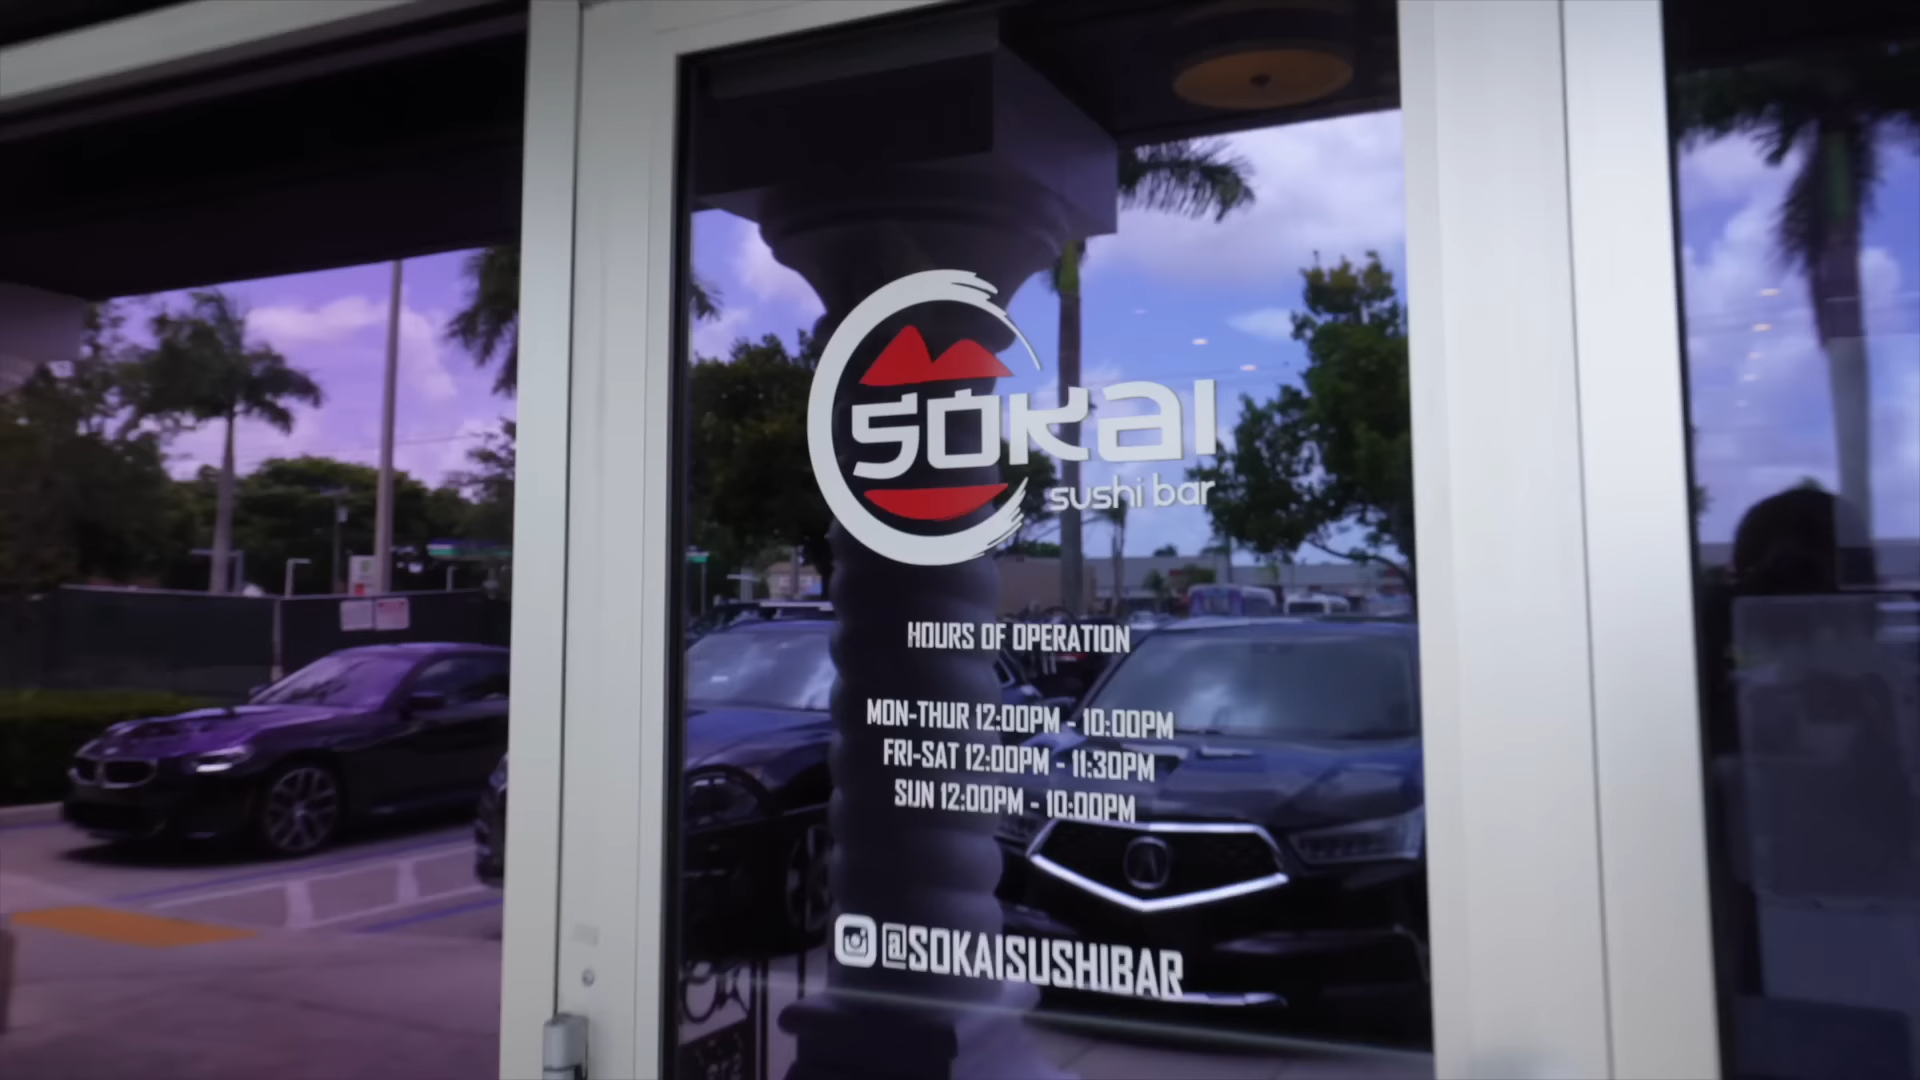 SOKAI
sushi bar
HOURS OF OPERATION
MON-THUR 12:00PM - 10:00PM
FRI-SAT 12:00PM - 11:30PM
SUN 12:00PM - 10:00PM
@SOKAISUSHIBAR